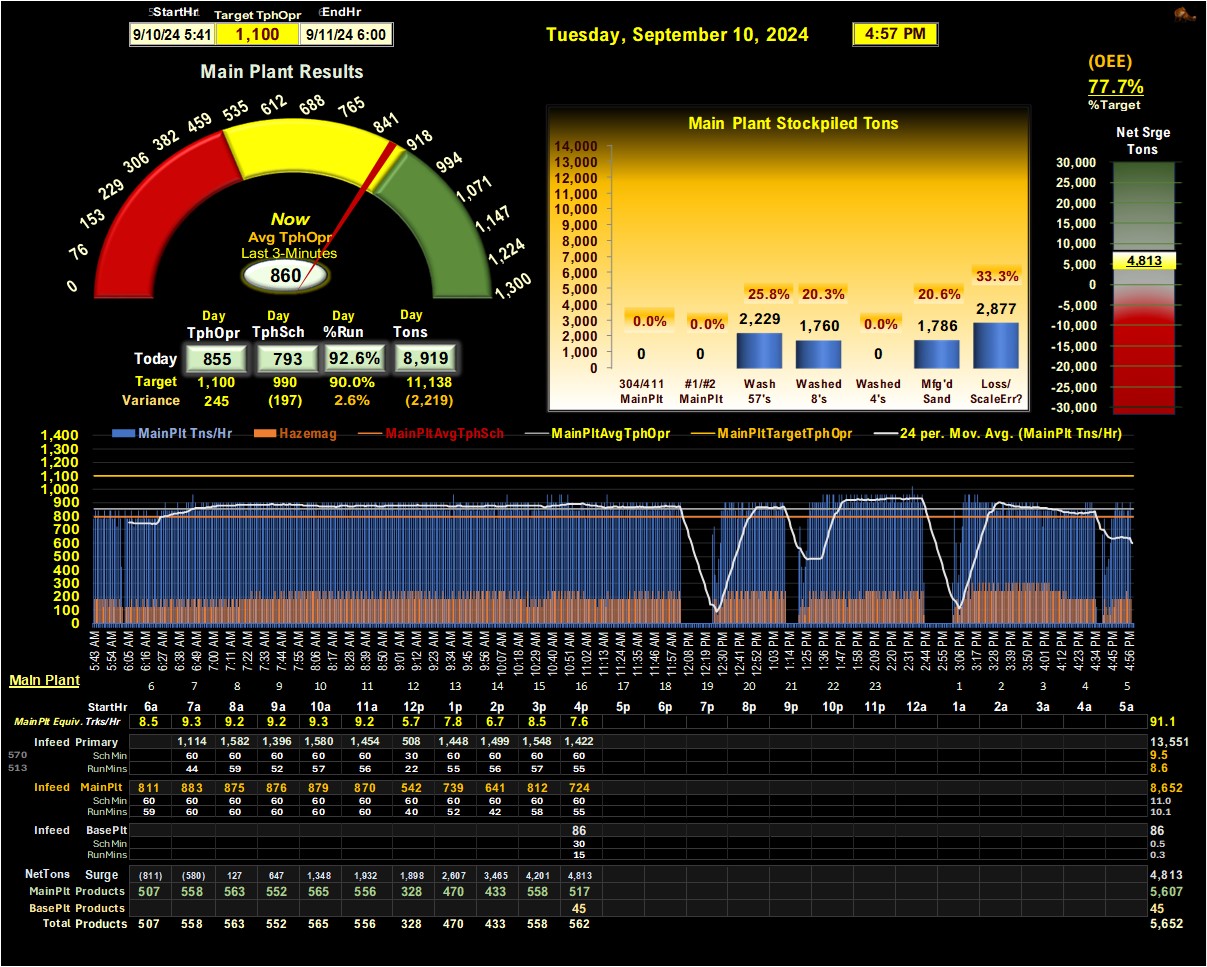 StartHr Target TphOpr EndHr
9/10/24 5:41 1,100 9/11/24 6:00
Tuesday, September 10, 2024 4:57 PM
(OEE)
77.7%
%Target
Main Plant Results
0 76 153 229 306 382 459 535 612 688 765 841 918 994 1,071 1,147 1,224 1,300
Now
Avg TphOpr
Last 3-Minutes
860
Day Day Day Day
TphOpr TphSch %Run Tons
Today 855 793 92.6% 8,919
Target 1,100 990 90.0% 11,138
Variance 245 (197) 2.6% (2,219)
Main Plant Stockpiled Tons
14,000
13,000
12,000
11,000
10,000
9,000
8,000
7,000
6,000
5,000
4,000
3,000
2,000
1,000
0
0.0% 0.0% 25.8% 20.3% 0.0% 20.6% 33.3%
0 0 2,229 1,760 0 1,786 2,877
304/411 #1/#2 Wash Washed Washed Mfg'd Loss/
MainPlt MainPlt 57's 8's 4's Sand ScaleErr?
Net Srge
Tons
30,000
25,000
20,000
15,000
10,000
5,000
0
-5,000
-10,000
-15,000
-20,000
-25,000
-30,000
4,813
MainPlt Tns/Hr Hazemag MainPltAvgTphSch MainPltAvgTphOpr MainPltTargetTphOpr 24 per. Mov. Avg. (MainPlt Tns/Hr)
1,400
1,300
1,200
1,100
1,000
900
800
700
600
500
400
300
200
100
0
5:43 AM 5:54 AM 6:05 AM 6:16 AM 6:27 AM 6:38 AM 6:49 AM 7:00 AM 7:11 AM 7:22 AM 7:33 AM 7:44 AM 7:55 AM 8:06 AM 8:17 AM 8:28 AM 8:39 AM 8:50 AM 9:01 AM 9:12 AM 9:23 AM 9:34 AM 9:45 AM 9:56 AM 10:07 AM 10:18 AM 10:29 AM 10:40 AM 10:51 AM 11:02 AM 11:13 AM 11:24 AM 11:35 AM 11:46 AM 11:57 AM 12:08 PM 12:19 PM 12:30 PM 12:41 PM 12:52 PM 1:03 PM 1:14 PM 1:25 PM 1:36 PM 1:47 PM 1:58 PM 2:09 PM 2:20 PM 2:31 PM 2:44 PM 2:55 PM 3:06 PM 3:17 PM 3:28 PM 3:39 PM 3:50 PM 4:01 PM 4:12 PM 4:23 PM 4:34 PM 4:45 PM 4:56 PM
Main Plant
6 7 8 9 10 11 12 13 14 15 16 17 18 19 20 21 22 23 1 2 3 4 5
StartHr 6a 7a 8a 9a 10a 11a 12p 1p 2p 3p 4p 5p 6p 7p 8p 9p 10p 11p 12a 1a 2a 3a 4a 5a
MainPlt Equiv. Trks/Hr 8.5 9.3 9.2 9.2 9.3 9.2 5.7 7.8 6.7 8.5 7.6 91.1
Infeed Primary 1,114 1,582 1,396 1,580 1,454 508 1,448 1,499 1,548 1,422 13,551
570 SchMin 60 60 60 60 60 30 60 60 60 60 9.5
513 RunMins 44 59 52 57 56 22 55 56 57 55 8.6
Infeed MainPlt 811 883 875 876 879 870 542 739 641 812 724 8,652
SchMin 60 60 60 60 60 60 60 60 60 60 60 11.0
RunMins 59 60 60 60 60 60 40 52 42 58 55 10.1
Infeed BasePlt 86 86
SchMin 30 0.5
RunMins 15 0.3
NetTons Surge (811) (580) 127 647 1,348 1,932 1,898 2,607 3,465 4,201 4,813 4,813
MainPlt Products 507 558 563 552 565 556 328 470 433 558 517 5,607
BasePlt Products 45 45
Total Products 507 558 563 552 565 556 328 470 433 558 562 5,652